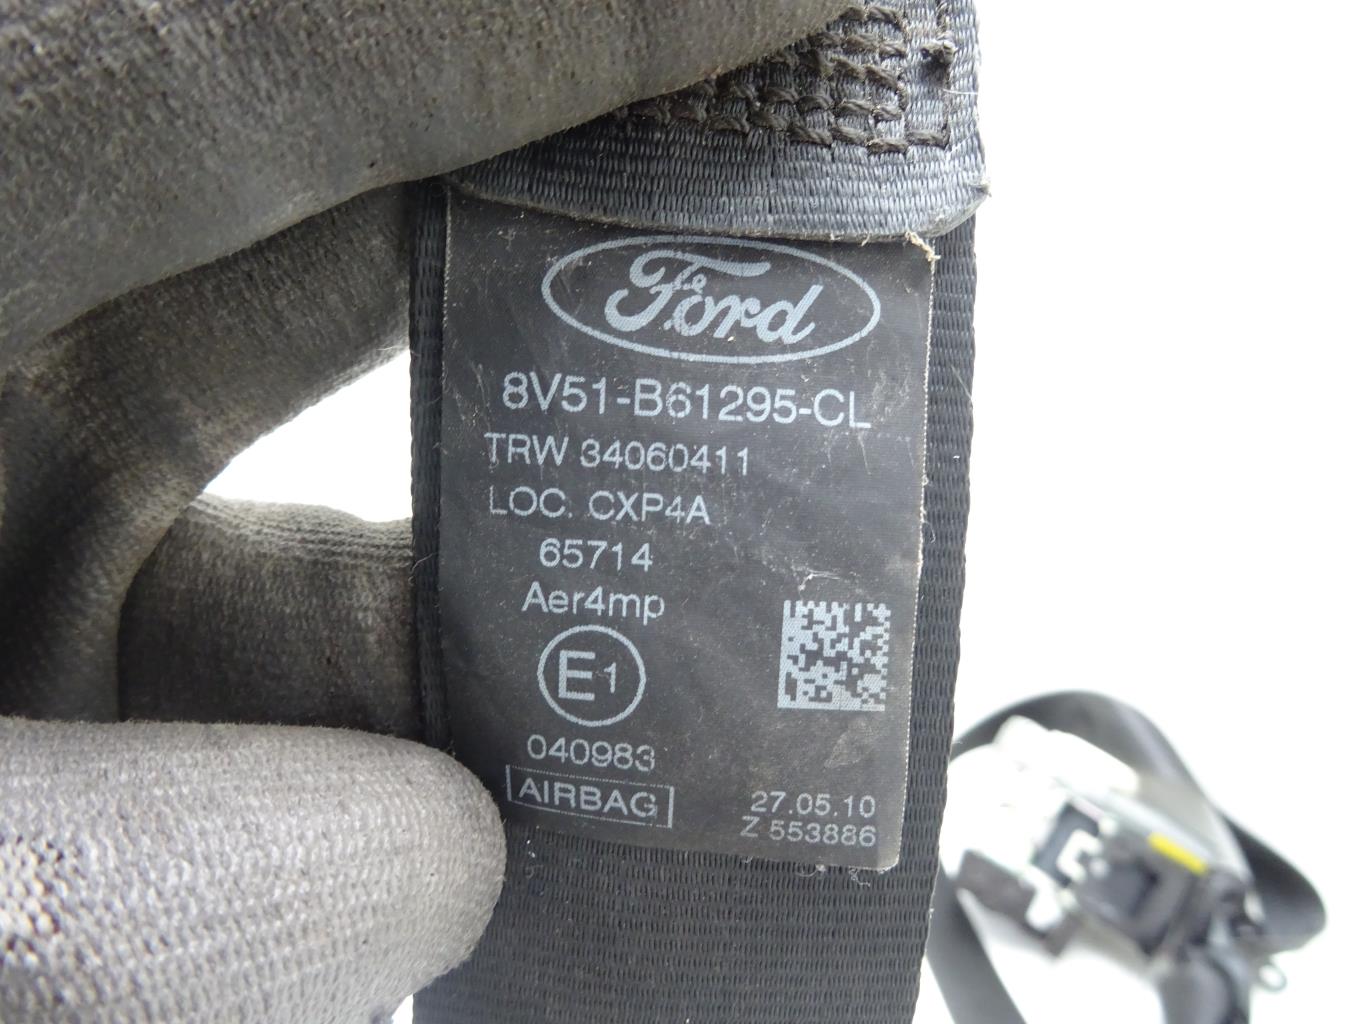 Ford
8V51-B61295-CL
TRW 34060411
LOC. CXP4A
65714
Aer4mp
E1
040983
AIRBAG
27.05.10
Z 553886